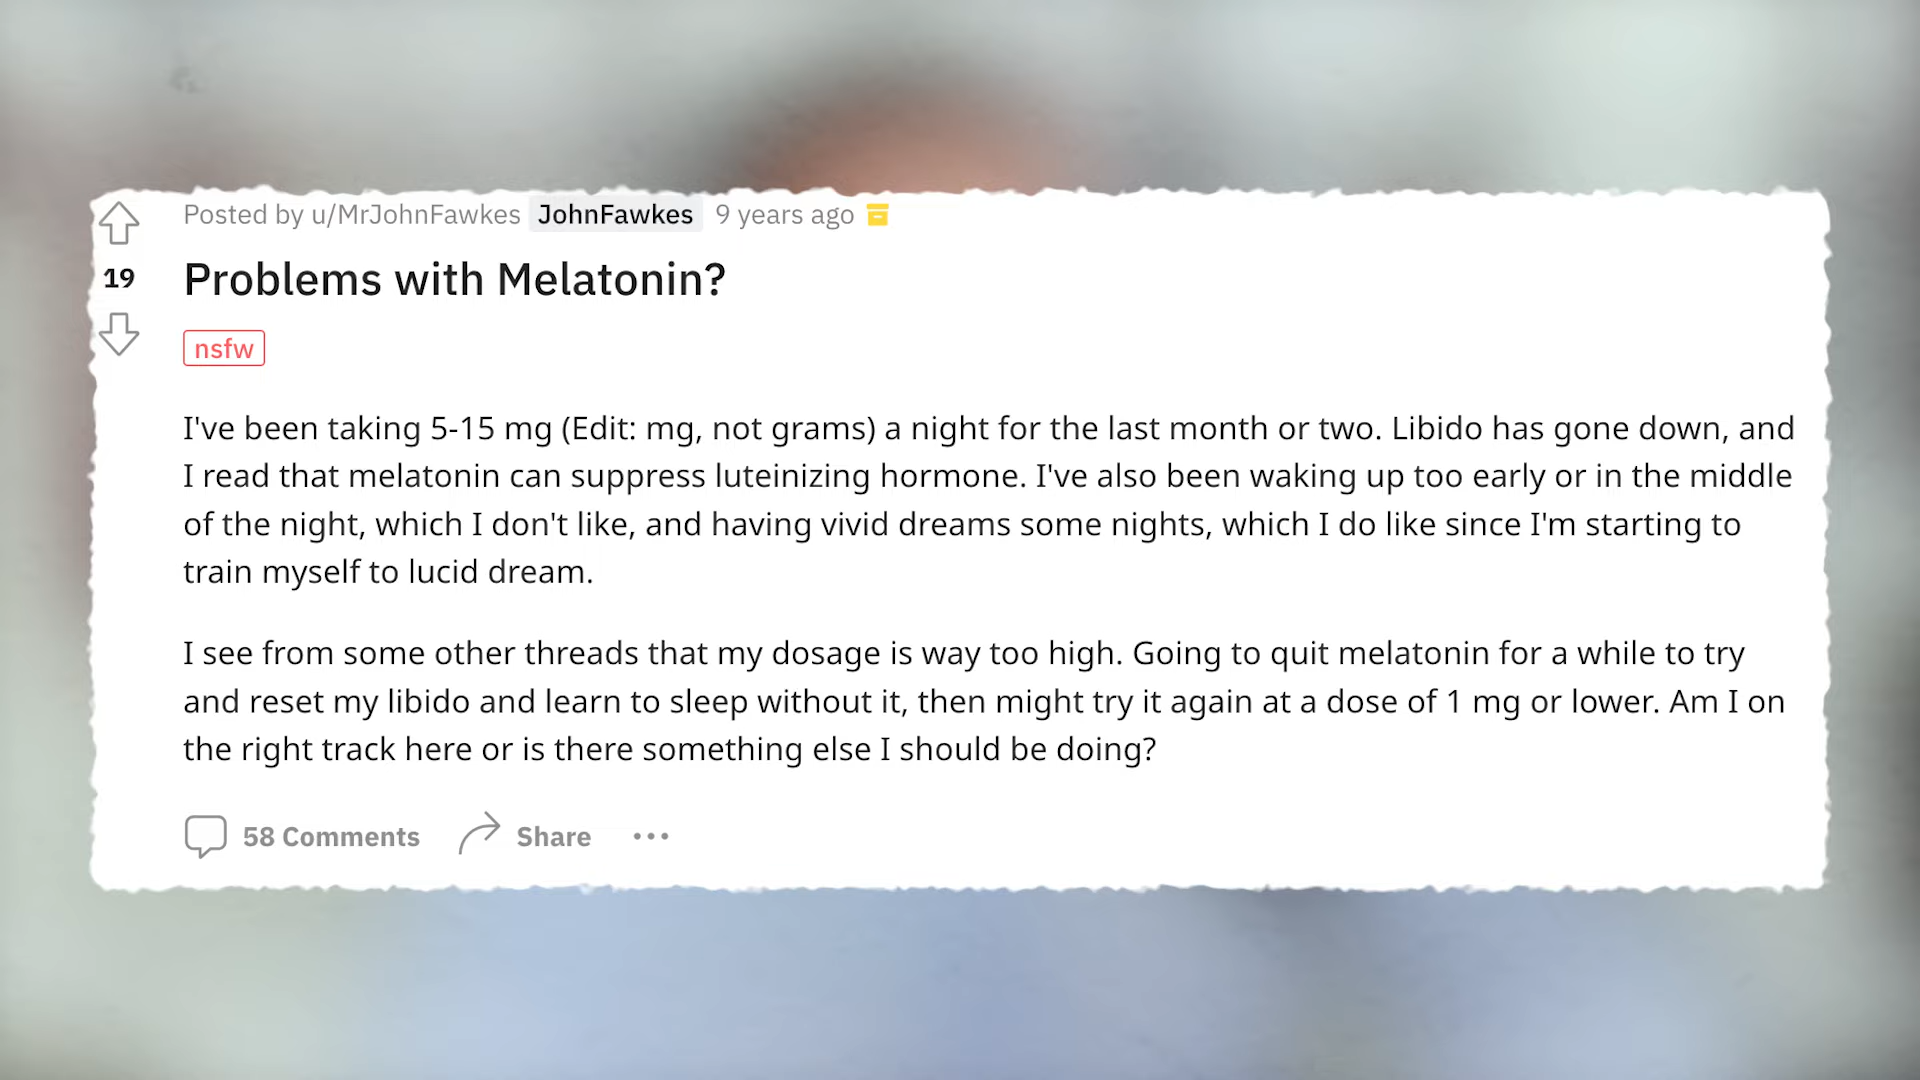 Posted by u/MrJohnFawkes JohnFawkes 9 years ago
19
Problems with Melatonin?
nsfw
I've been taking 5-15 mg (Edit: mg, not grams) a night for the last month or two. Libido has gone down, and
I read that melatonin can suppress luteinizing hormone. I've also been waking up too early or in the middle
of the night, which I don't like, and having vivid dreams some nights, which I do like since I'm starting to
train myself to lucid dream.
I see from some other threads that my dosage is way too high. Going to quit melatonin for a while to try
and reset my libido and learn to sleep without it, then might try it again at a dose of 1 mg or lower. Am I on
the right track here or is there something else I should be doing?
58 Comments Share